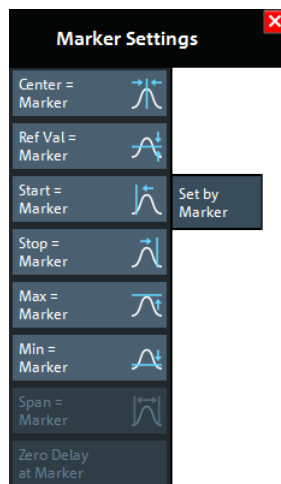 Marker Settings
Center =
Marker
Ref Val =
Marker
Start =
Marker
Set by
Marker
Stop =
Marker
Max =
Marker
Min =
Marker
Span =
Marker
Zero Delay
at Marker